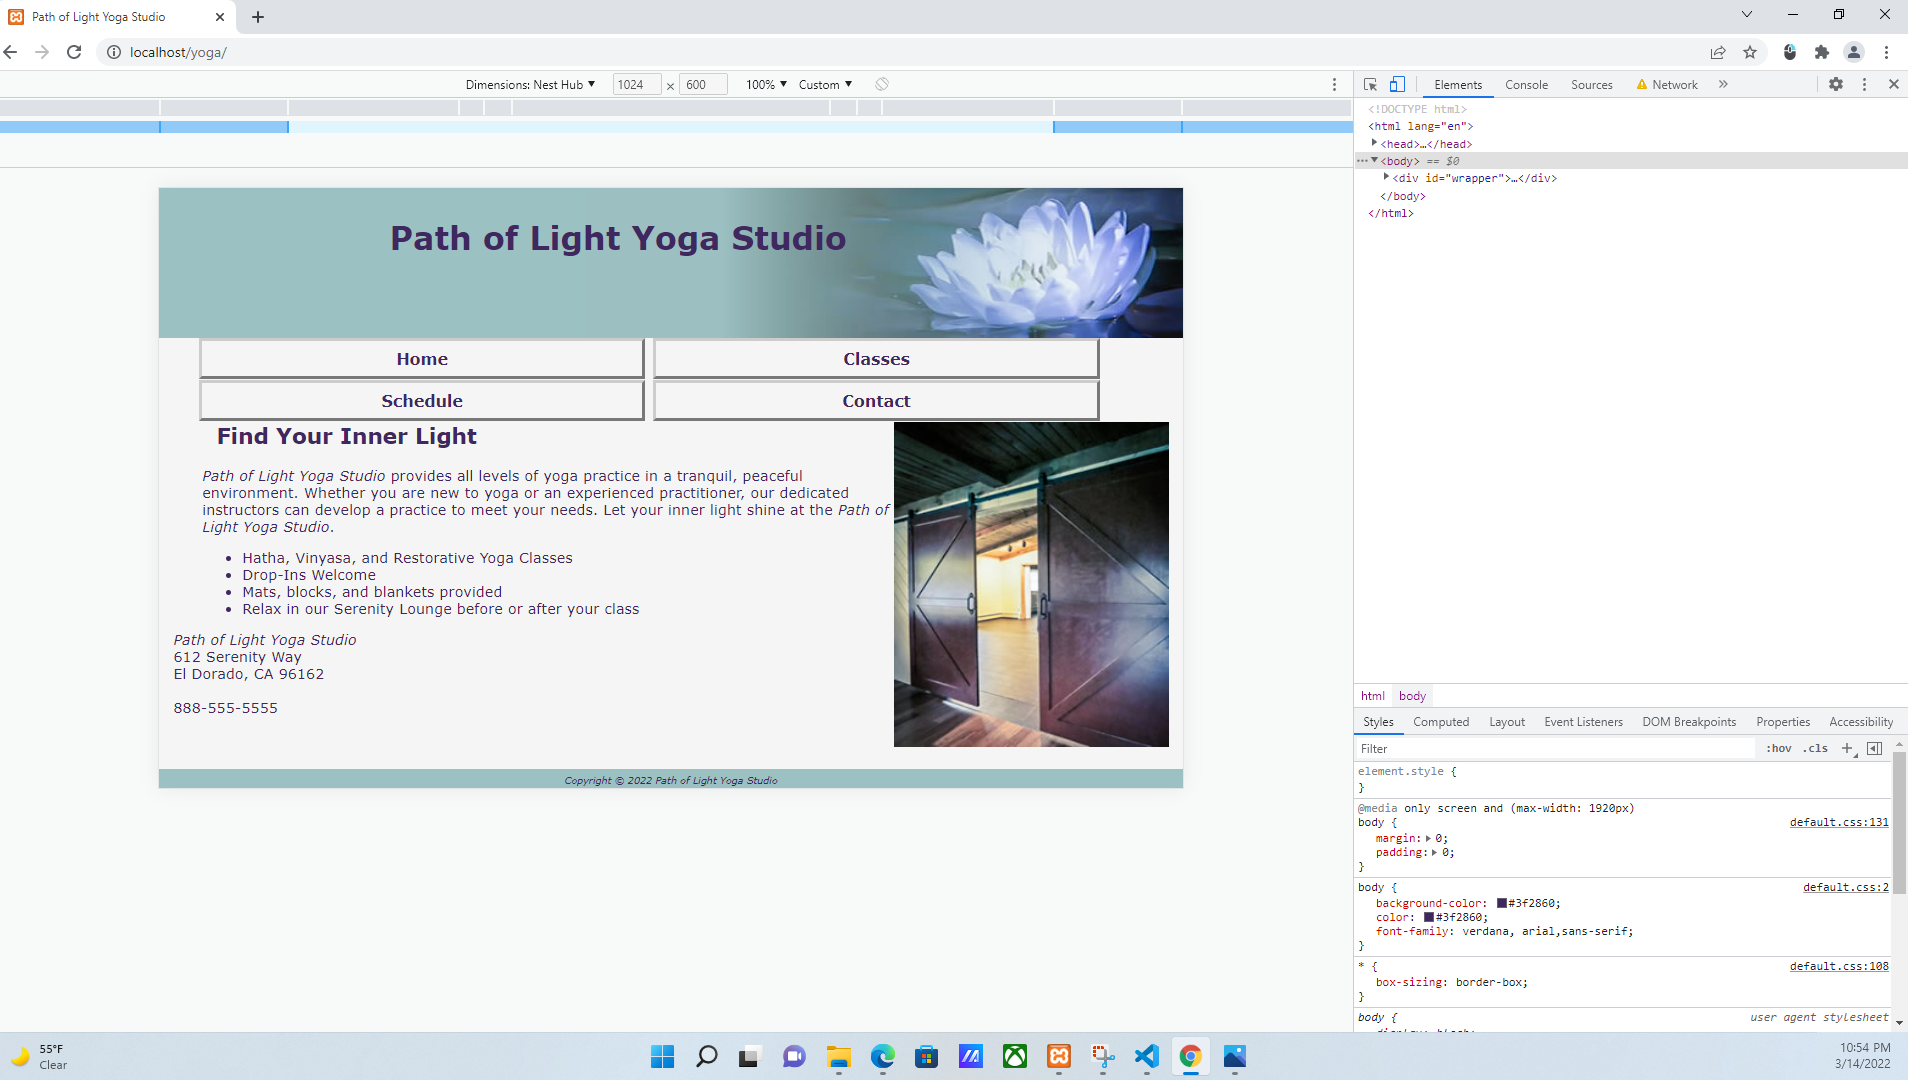 Path of Light Yoga Studio
localhost/yoga/
Dimensions: Nest Hub ▼ 1024 × 600 100% ▼ Custom ▼
Elements Console Sources Network »
<!DOCTYPE html>
<html lang="en">
<head>…</head>
<body> == $0
<div id="wrapper">…</div>
</body>
</html>
Path of Light Yoga Studio
Home Classes
Schedule Contact
Find Your Inner Light
Path of Light Yoga Studio provides all levels of yoga practice in a tranquil, peaceful
environment. Whether you are new to yoga or an experienced practitioner, our dedicated
instructors can develop a practice to meet your needs. Let your inner light shine at the Path of
Light Yoga Studio.
• Hatha, Vinyasa, and Restorative Yoga Classes
• Drop-Ins Welcome
• Mats, blocks, and blankets provided
• Relax in our Serenity Lounge before or after your class
Path of Light Yoga Studio
612 Serenity Way
El Dorado, CA 96162
888-555-5555
Copyright © 2022 Path of Light Yoga Studio
html body
Styles Computed Layout Event Listeners DOM Breakpoints Properties Accessibility
Filter :hov .cls +
element.style {
}
@media only screen and (max-width: 1920px)
body { default.css:131
margin: 0;
padding: 0;
}
body { default.css:2
background-color: #3f2860;
color: #3f2860;
font-family: verdana, arial,sans-serif;
}
* { default.css:108
box-sizing: border-box;
}
body { user agent stylesheet
55°F
Clear
10:54 PM
3/14/2022